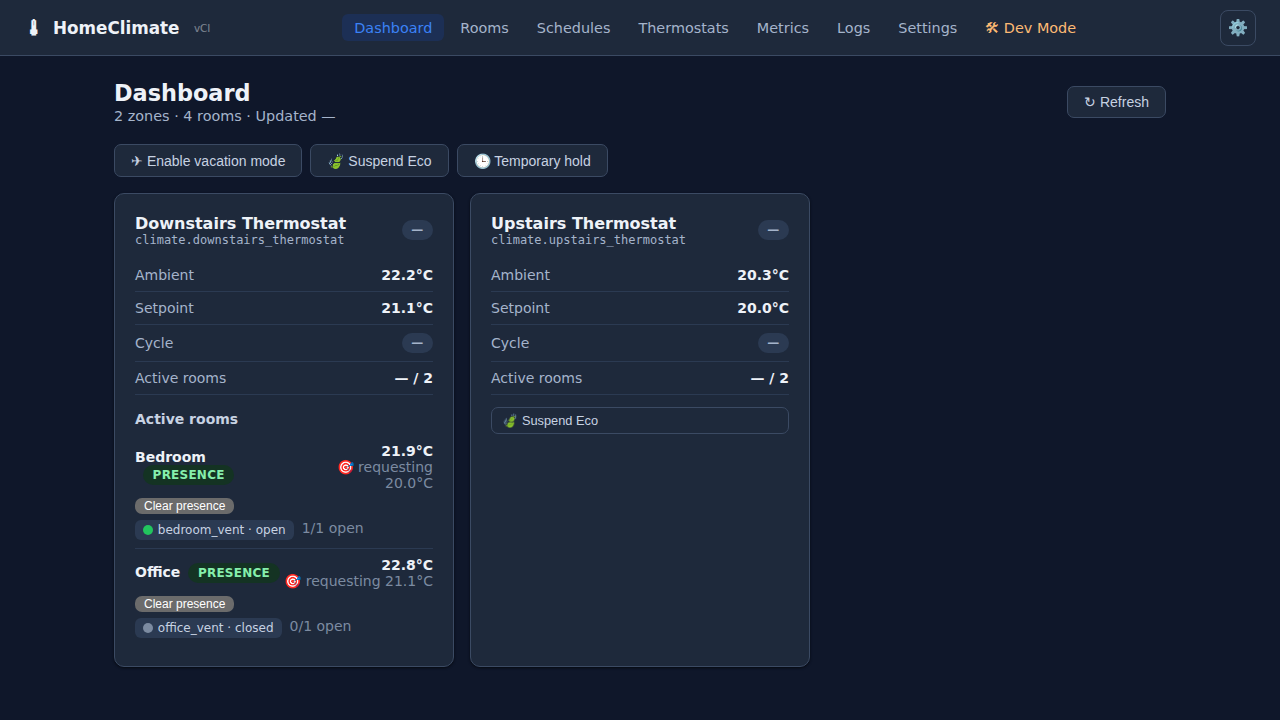 🌡 HomeClimate vCI
Dashboard
Rooms
Schedules
Thermostats
Metrics
Logs
Settings
🛠 Dev Mode
⚙️
Dashboard
2 zones · 4 rooms · Updated —
↻ Refresh
✈ Enable vacation mode
Suspend Eco
🕒 Temporary hold
Downstairs Thermostat
climate.downstairs_thermostat
—
Ambient 22.2°C
Setpoint 21.1°C
Cycle —
Active rooms — / 2
Active rooms
Bedroom PRESENCE
21.9°C
🎯 requesting
20.0°C
Clear presence
bedroom_vent · open 1/1 open
Office PRESENCE
22.8°C
🎯 requesting 21.1°C
Clear presence
office_vent · closed 0/1 open
Upstairs Thermostat
climate.upstairs_thermostat
—
Ambient 20.3°C
Setpoint 20.0°C
Cycle —
Active rooms — / 2
Suspend Eco